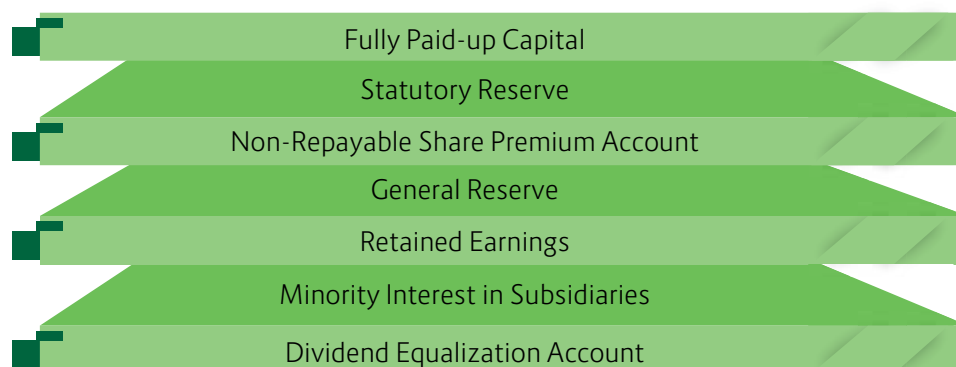 Fully Paid-up Capital
Statutory Reserve
Non-Repayable Share Premium Account
General Reserve
Retained Earnings
Minority Interest in Subsidiaries
Dividend Equalization Account